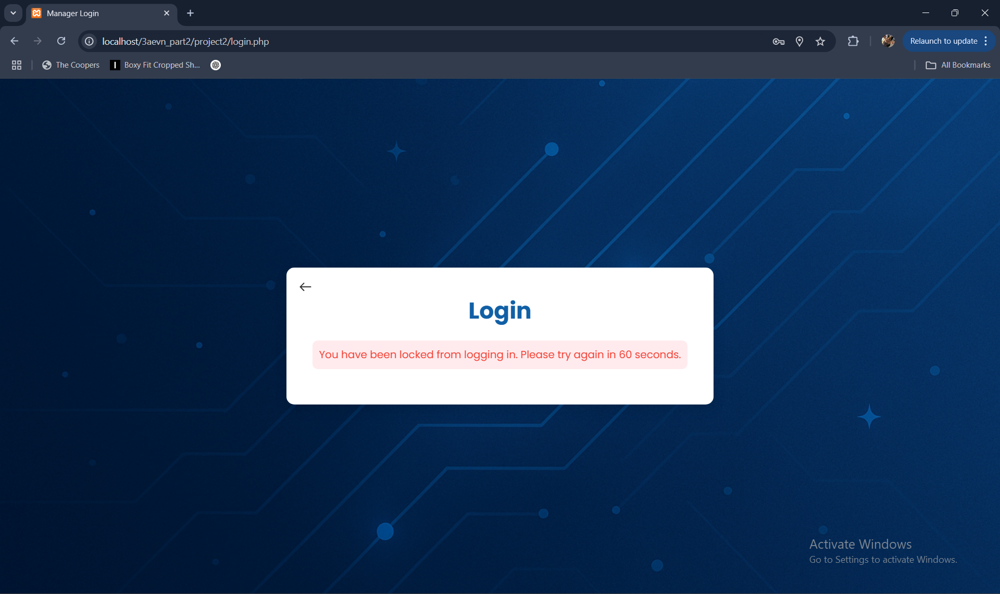 Manager Login
localhost/3aevn_part2/project2/login.php
Relaunch to update
The Coopers
Boxy Fit Cropped Sh...
All Bookmarks
Login
You have been locked from logging in. Please try again in 60 seconds.
Activate Windows
Go to Settings to activate Windows.